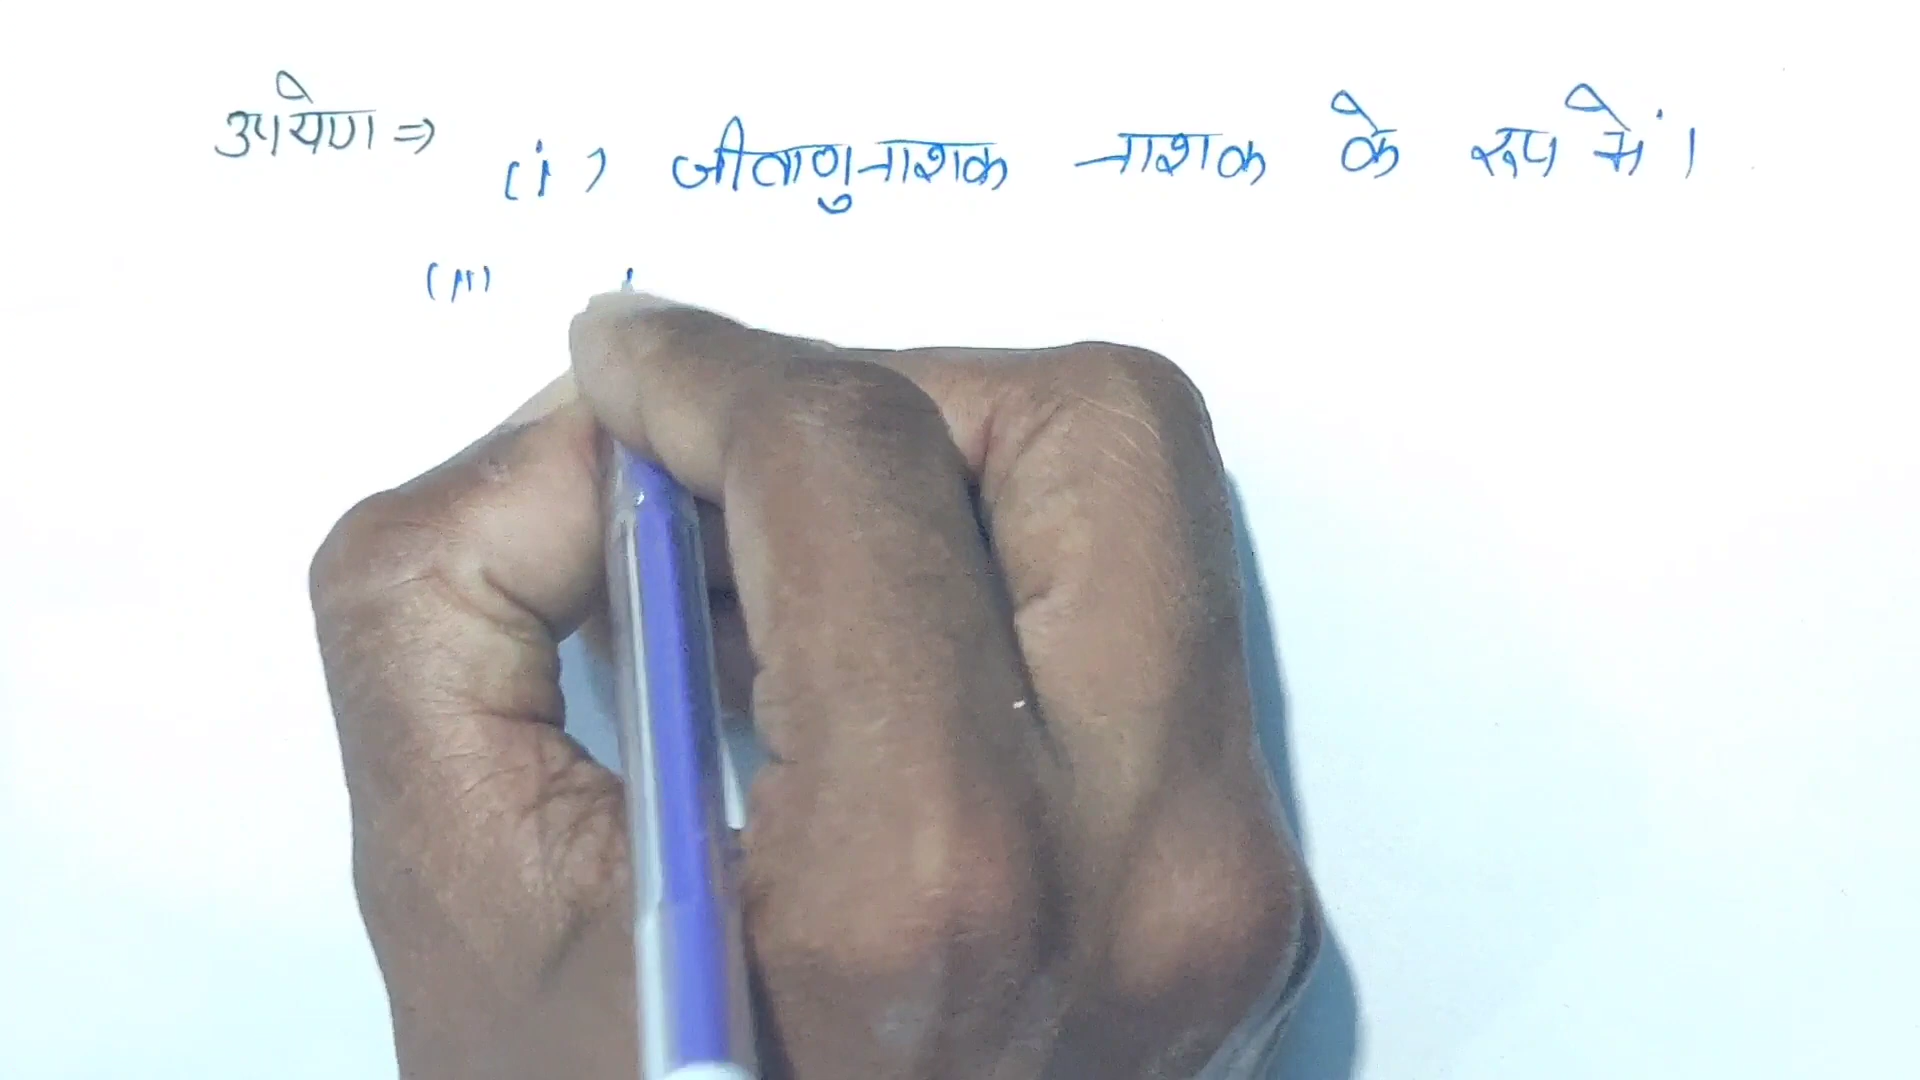 उपयोग ⇒ (i) जीवाणुनाशक नाशक के रूप में।
(ii)